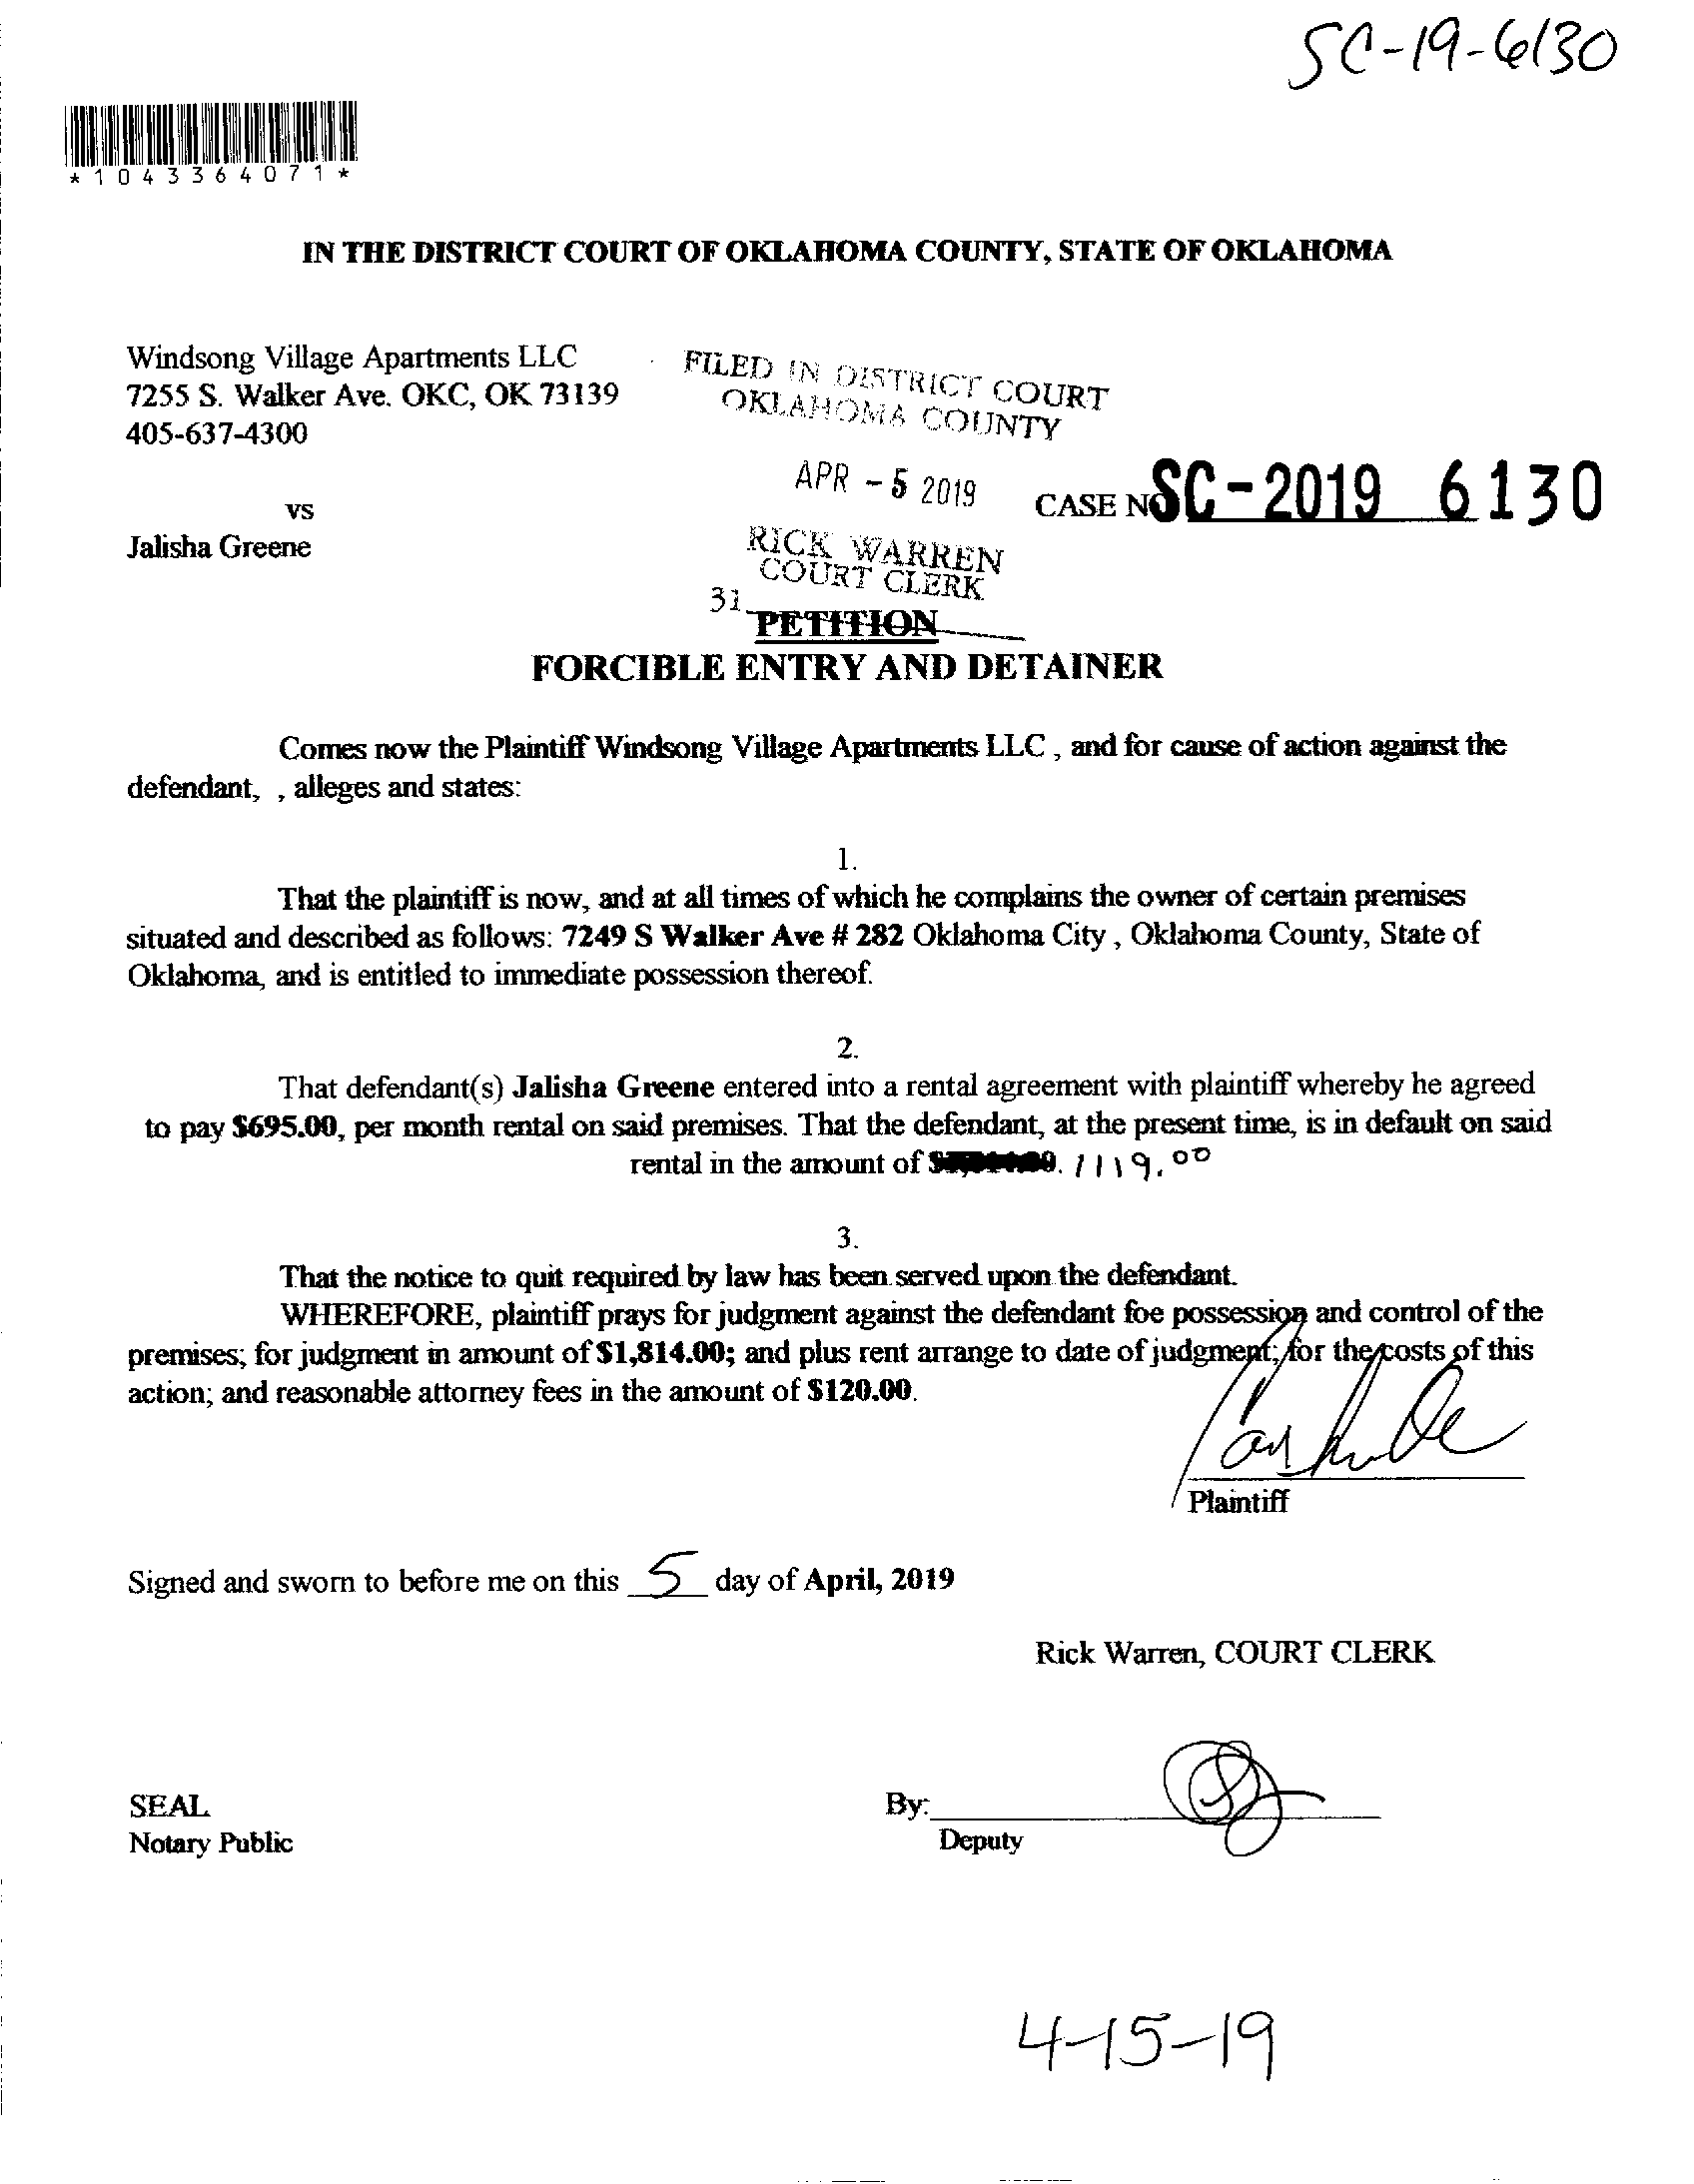 SC-19-6130
*1043364071*
IN THE DISTRICT COURT OF OKLAHOMA COUNTY, STATE OF OKLAHOMA
Windsong Village Apartments LLC
7255 S. Walker Ave. OKC, OK 73139
405-637-4300
FILED IN DISTRICT COURT
OKLAHOMA COUNTY
APR - 5 2019
CASE NO SC-2019 6130
vs
Jalisha Greene
RICK WARREN
COURT CLERK
31
PETITION
FORCIBLE ENTRY AND DETAINER
Comes now the Plaintiff Windsong Village Apartments LLC , and for cause of action against the
defendant, , alleges and states:
1.
That the plaintiff is now, and at all times of which he complains the owner of certain premises
situated and described as follows: 7249 S Walker Ave # 282 Oklahoma City , Oklahoma County, State of
Oklahoma, and is entitled to immediate possession thereof.
2.
That defendant(s) Jalisha Greene entered into a rental agreement with plaintiff whereby he agreed
to pay $695.00, per month rental on said premises. That the defendant, at the present time, is in default on said
rental in the amount of 1119.00
3.
That the notice to quit required by law has been served upon the defendant.
WHEREFORE, plaintiff prays for judgment against the defendant foe possession and control of the
premises; for judgment in amount of $1,814.00; and plus rent arrange to date of judgment; for the costs of this
action; and reasonable attorney fees in the amount of $120.00.
Plaintiff
Signed and sworn to before me on this 5 day of April, 2019
Rick Warren, COURT CLERK
SEAL
Notary Public
By:
Deputy
4-15-19